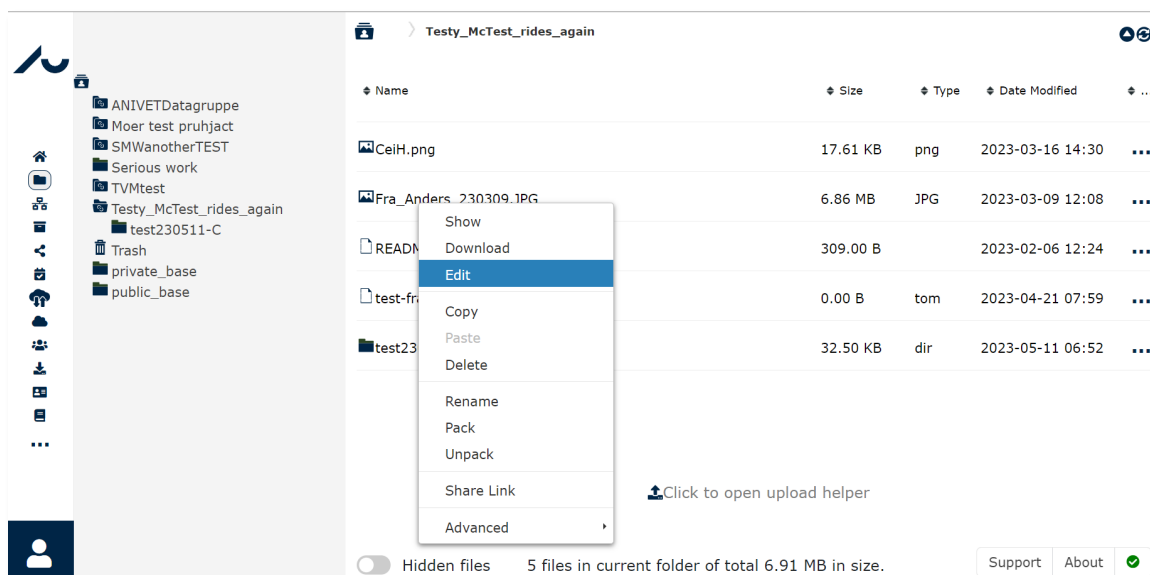 Testy_McTest_rides_again
ANIVETDatagruppe
Moer test pruhjact
SMWanotherTEST
Serious work
TVMtest
Testy_McTest_rides_again
test230511-C
Trash
private_base
public_base
Name Size Type Date Modified ...
CeiH.png 17.61 KB png 2023-03-16 14:30
Fra_Anders_230309.JPG 6.86 MB JPG 2023-03-09 12:08
309.00 B 2023-02-06 12:24
0.00 B tom 2023-04-21 07:59
32.50 KB dir 2023-05-11 06:52
Show
Download
Edit
Copy
Paste
Delete
Rename
Pack
Unpack
Share Link
Advanced
Click to open upload helper
Hidden files 5 files in current folder of total 6.91 MB in size.
Support About